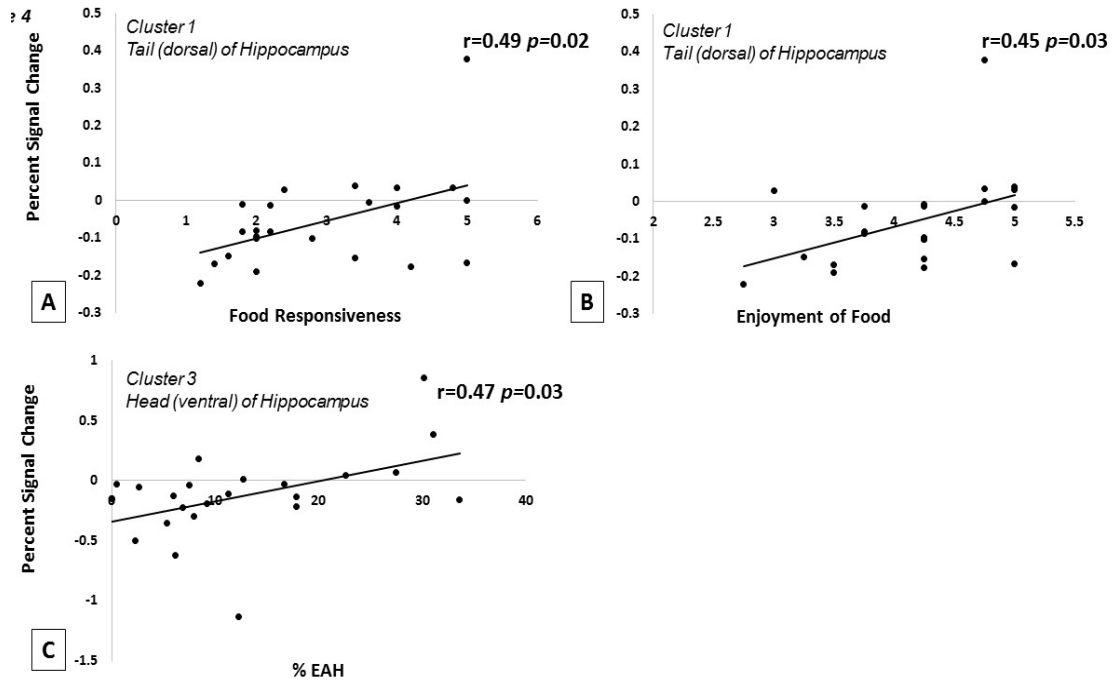 e 4
Cluster 1
Tail (dorsal) of Hippocampus
r=0.49 p=0.02
Percent Signal Change
0.5
0.4
0.3
0.2
0.1
0
-0.1
-0.2
-0.3
0 1 2 3 4 5 6
A
Food Responsiveness
Cluster 1
Tail (dorsal) of Hippocampus
r=0.45 p=0.03
0.5
0.4
0.3
0.2
0.1
0
-0.1
-0.2
-0.3
2 2.5 3 3.5 4 4.5 5 5.5
B
Enjoyment of Food
Cluster 3
Head (ventral) of Hippocampus
r=0.47 p=0.03
Percent Signal Change
1
0.5
0
-0.5
-1
-1.5
0 10 20 30 40
C
% EAH